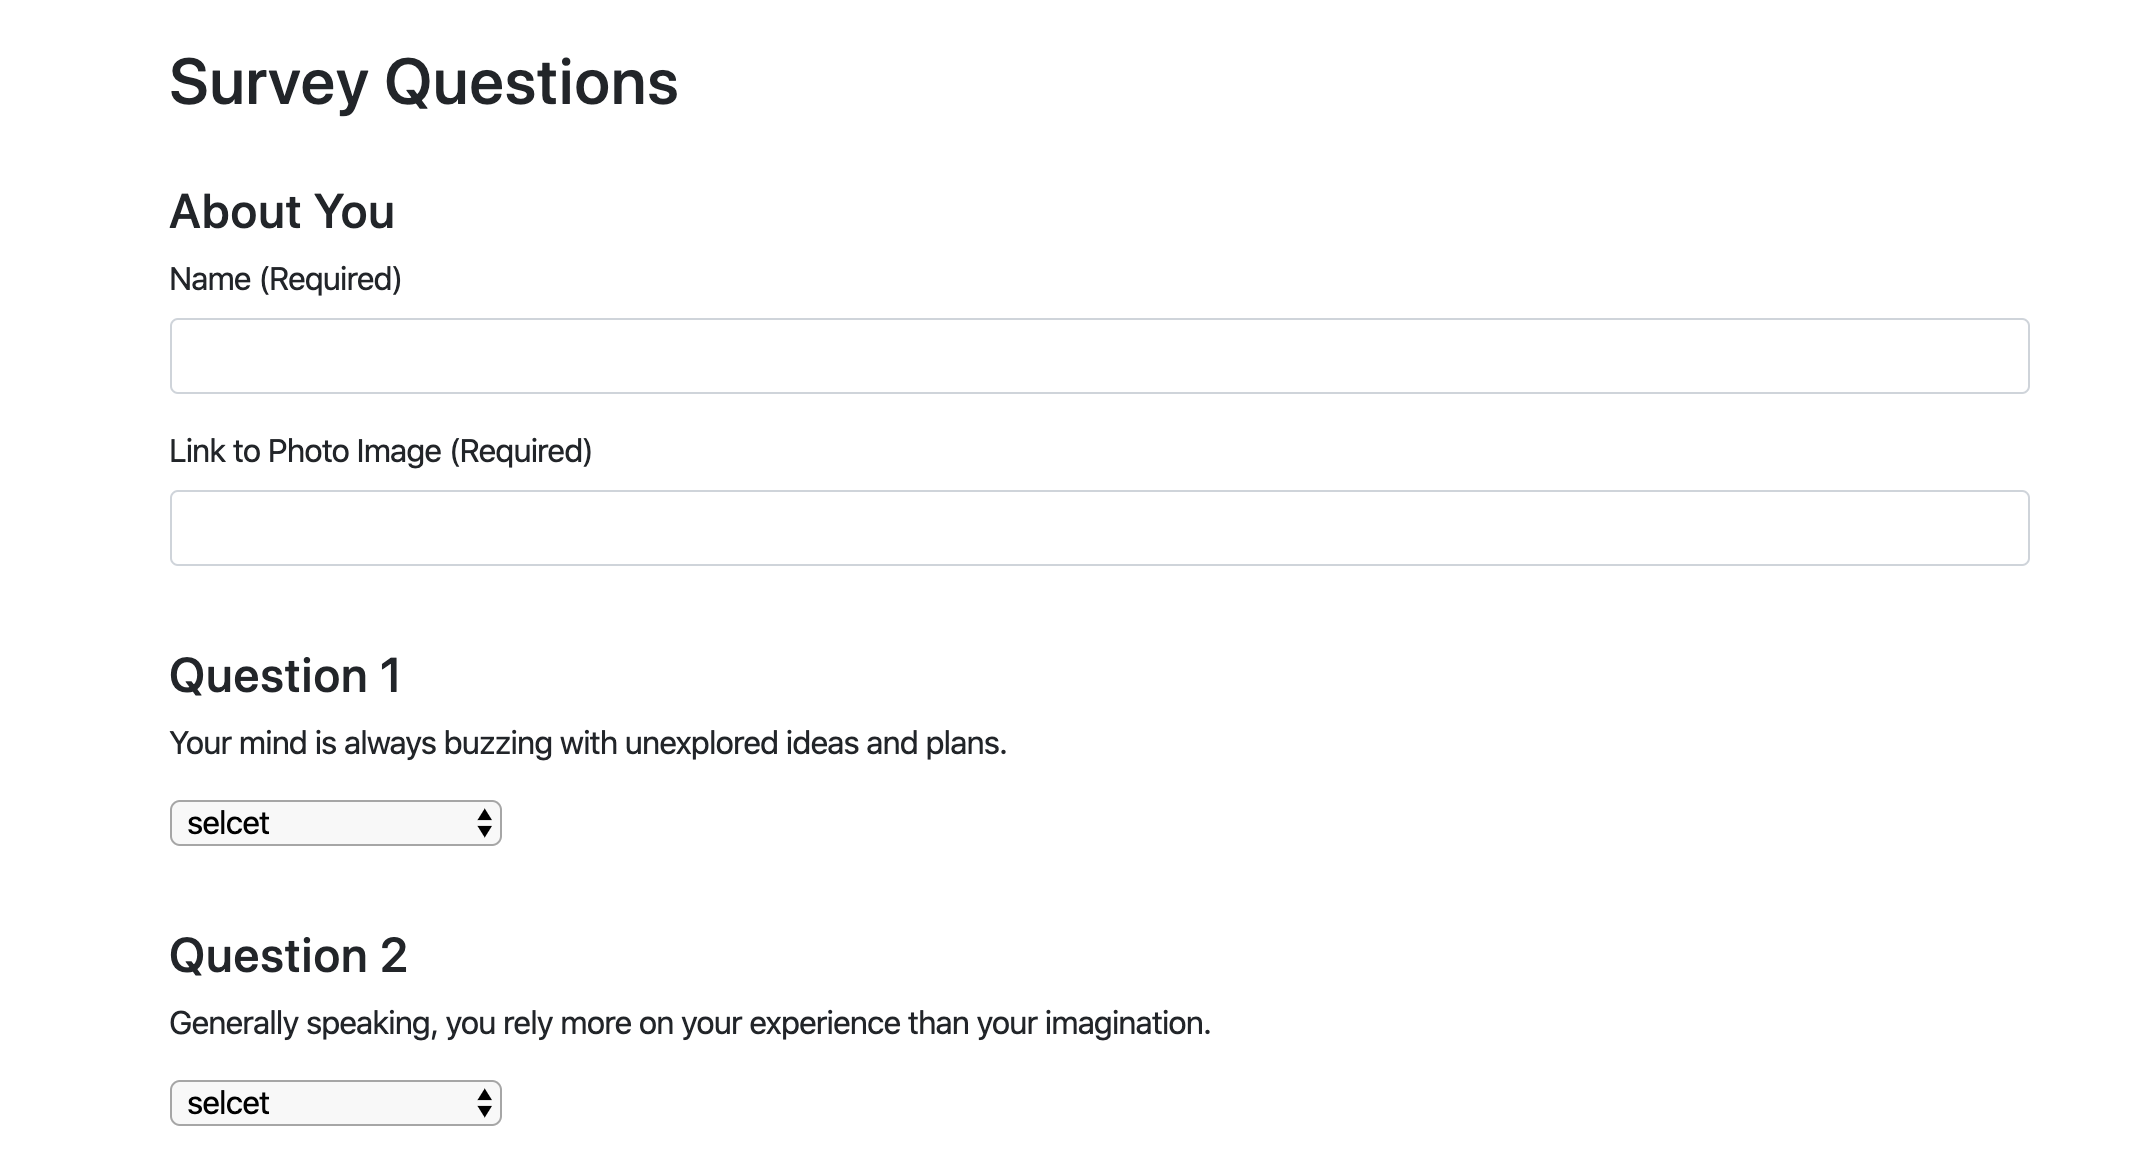 Survey Questions
About You
Name (Required)
Link to Photo Image (Required)
Question 1
Your mind is always buzzing with unexplored ideas and plans.
selcet
Question 2
Generally speaking, you rely more on your experience than your imagination.
selcet